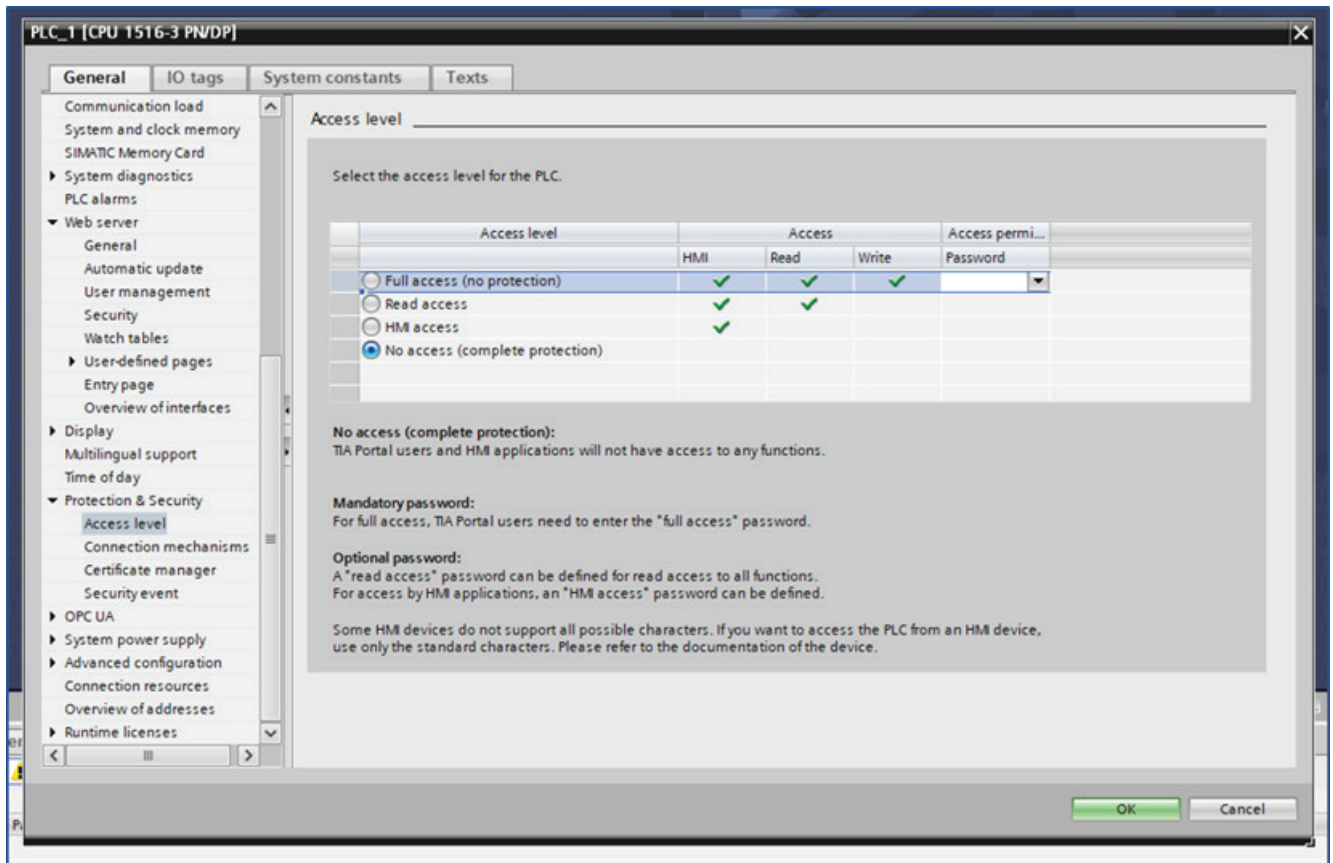 PLC_1 [CPU 1516-3 PN/DP]
General IO tags System constants Texts
Communication load
System and clock memory
SIMATIC Memory Card
System diagnostics
PLC alarms
Web server
General
Automatic update
User management
Security
Watch tables
User-defined pages
Entry page
Overview of interfaces
Display
Multilingual support
Time of day
Protection & Security
Access level
Connection mechanisms
Certificate manager
Security event
OPC UA
System power supply
Advanced configuration
Connection resources
Overview of addresses
Runtime licenses
Access level
Select the access level for the PLC.
Access level Access Access permi...
HMI Read Write Password
Full access (no protection)
Read access
HMI access
No access (complete protection)
No access (complete protection):
TIA Portal users and HMI applications will not have access to any functions.
Mandatory password:
For full access, TIA Portal users need to enter the "full access" password.
Optional password:
A "read access" password can be defined for read access to all functions.
For access by HMI applications, an "HMI access" password can be defined.
Some HMI devices do not support all possible characters. If you want to access the PLC from an HMI device,
use only the standard characters. Please refer to the documentation of the device.
OK Cancel